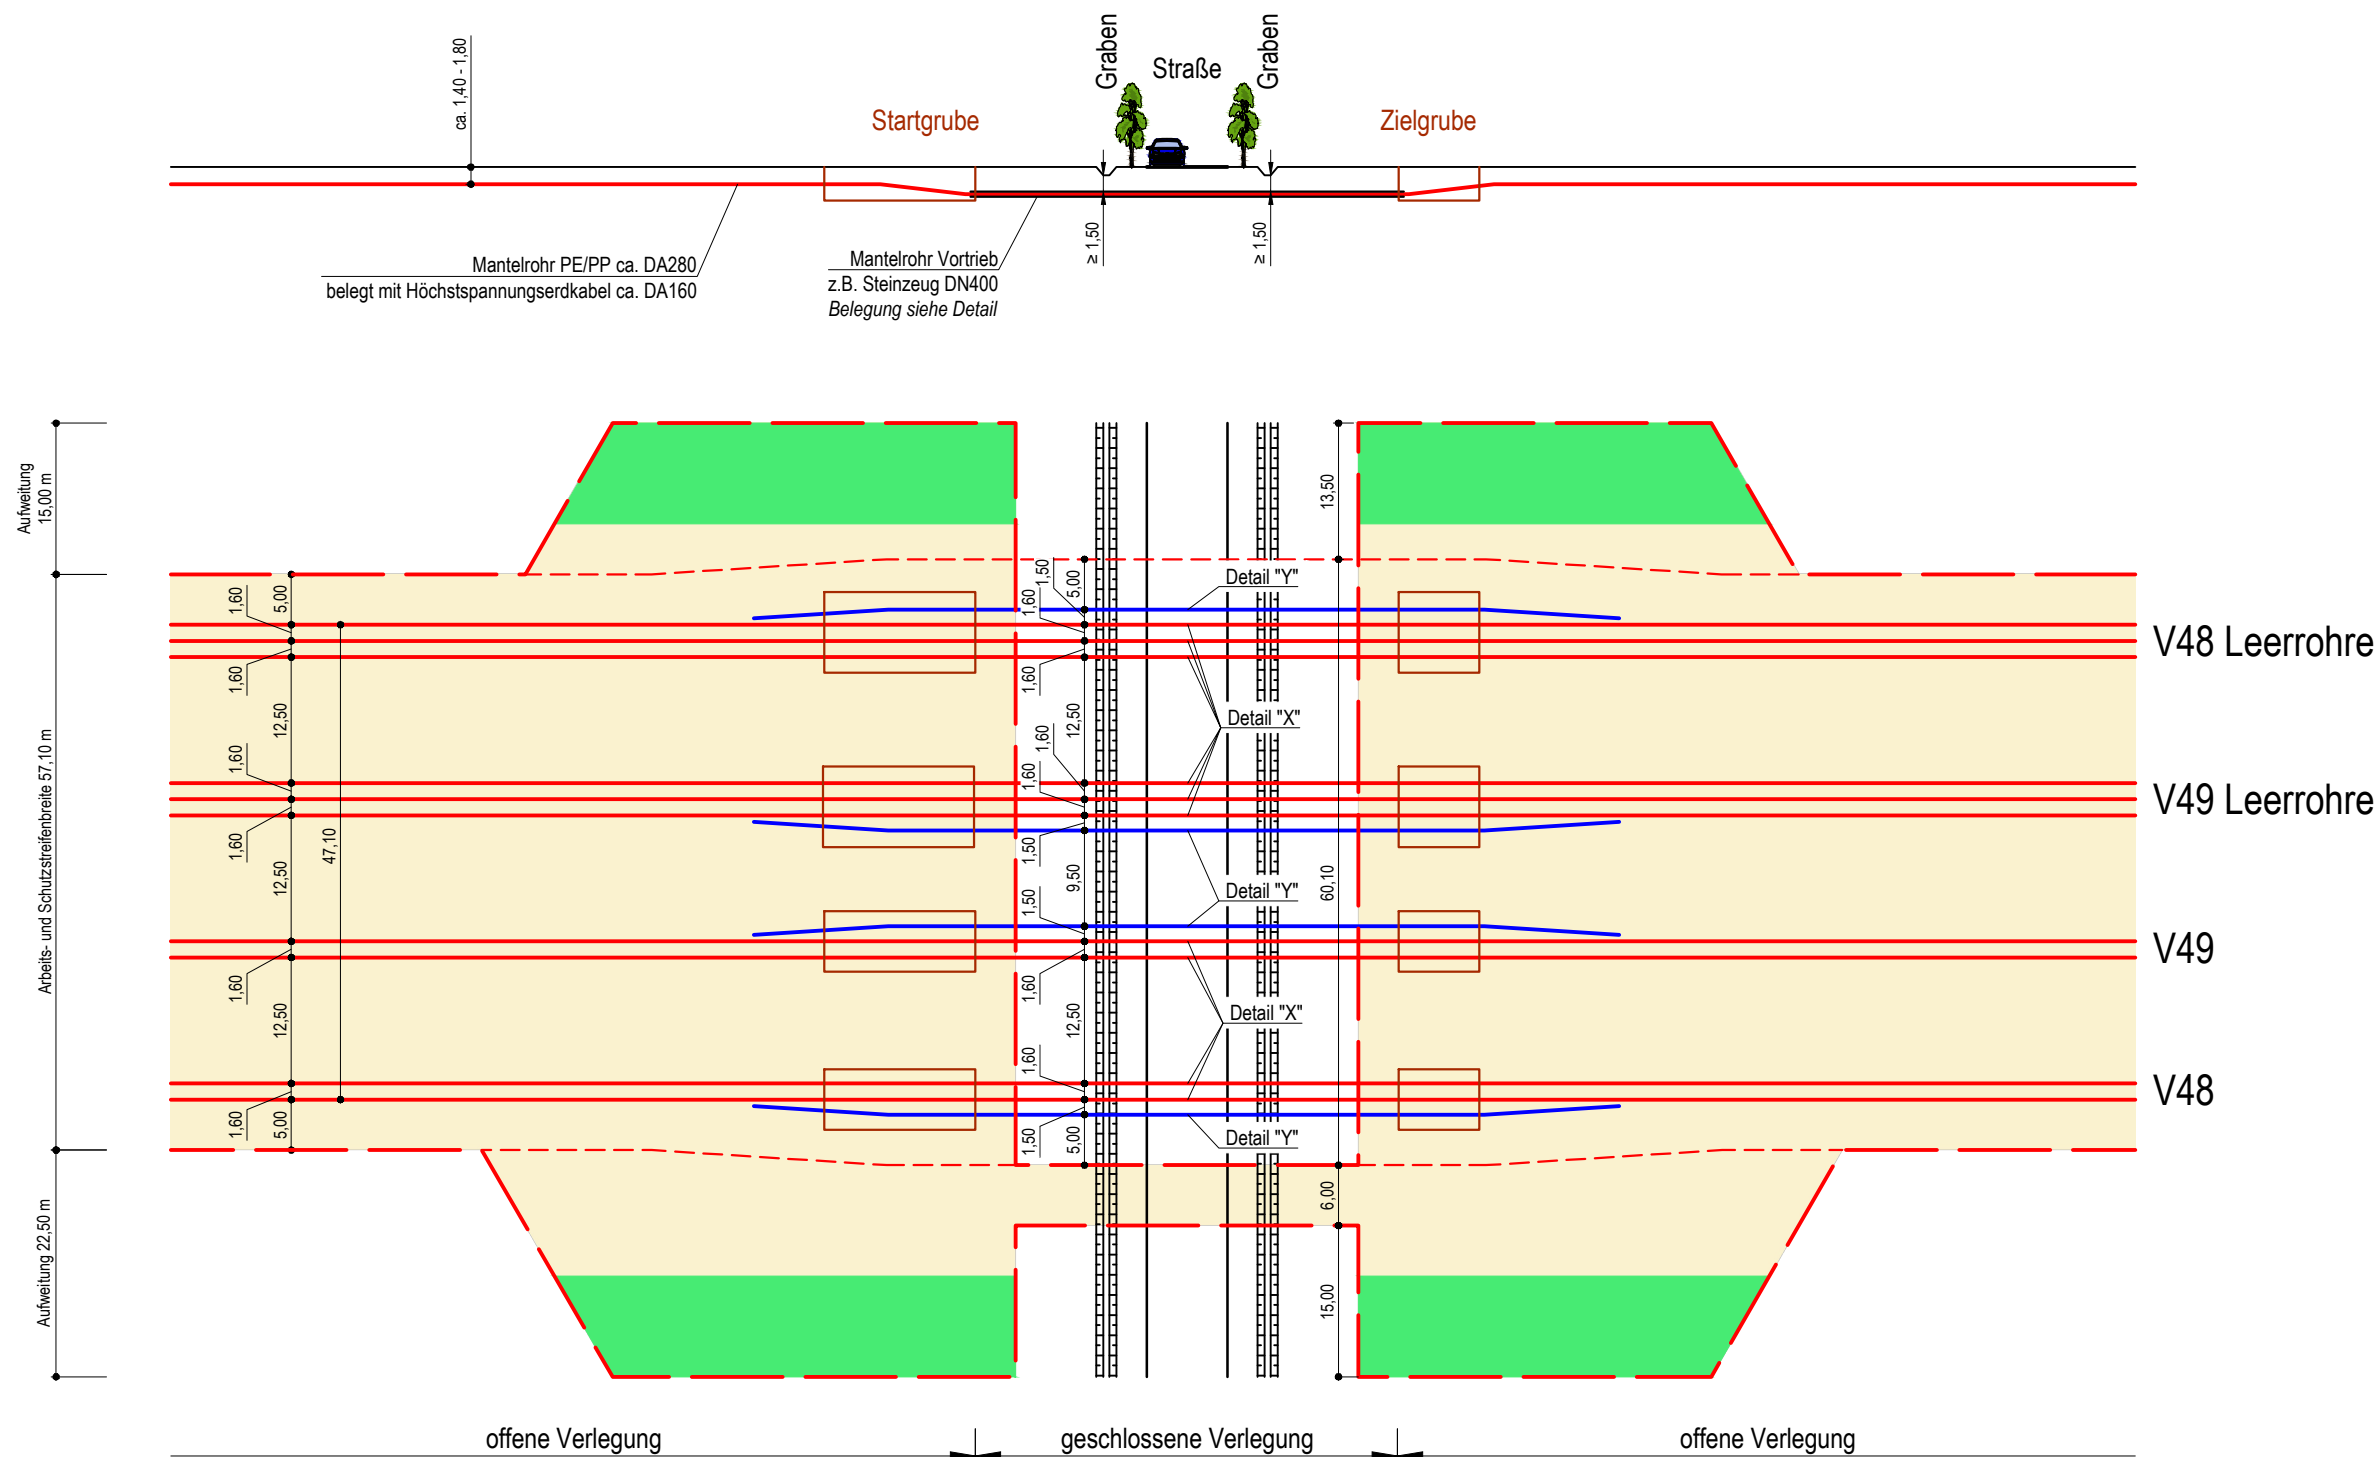 ca. 1,40 - 1,80
Graben
Straße
Graben
Startgrube
Zielgrube
≥ 1,50
≥ 1,50
Mantelrohr PE/PP ca. DA280
belegt mit Höchstspannungserdkabel ca. DA160
Mantelrohr Vortrieb
z.B. Steinzeug DN400
Belegung siehe Detail
Aufweitung
15,00 m
Arbeits- und Schutzstreifenbreite 57,10 m
Aufweitung 22,50 m
1,60
5,00
1,60
12,50
1,60
1,60
12,50
47,10
1,60
12,50
1,60
5,00
1,50
5,00
1,60
1,60
12,50
1,60
1,60
1,50
9,50
1,50
1,60
12,50
1,60
1,50
5,00
Detail "Y"
Detail "X"
Detail "Y"
Detail "X"
Detail "Y"
13,50
60,10
6,00
15,00
V48 Leerrohre
V49 Leerrohre
V49
V48
offene Verlegung
geschlossene Verlegung
offene Verlegung